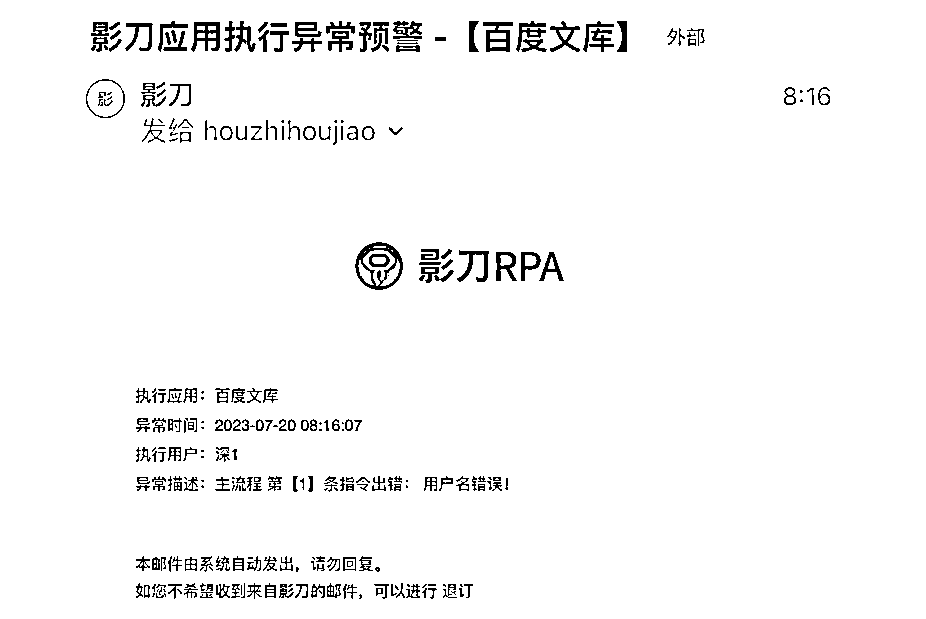 影刀应用执行异常预警 -【百度文库】 外部
影 影刀 8:16
发给 houzhihoujiao
影刀RPA
执行应用：百度文库
异常时间：2023-07-20 08:16:07
执行用户：深1
异常描述：主流程 第【1】条指令出错： 用户名错误!
本邮件由系统自动发出，请勿回复。
如您不希望收到来自影刀的邮件，可以进行 退订